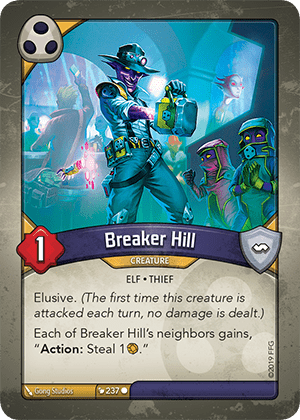 Breaker Hill
CREATURE
1
ELF • THIEF
Elusive. (The first time this creature is
attacked each turn, no damage is dealt.)
Each of Breaker Hill's neighbors gains,
“Action: Steal 1.”
Gong Studios
237
©2019 FFG